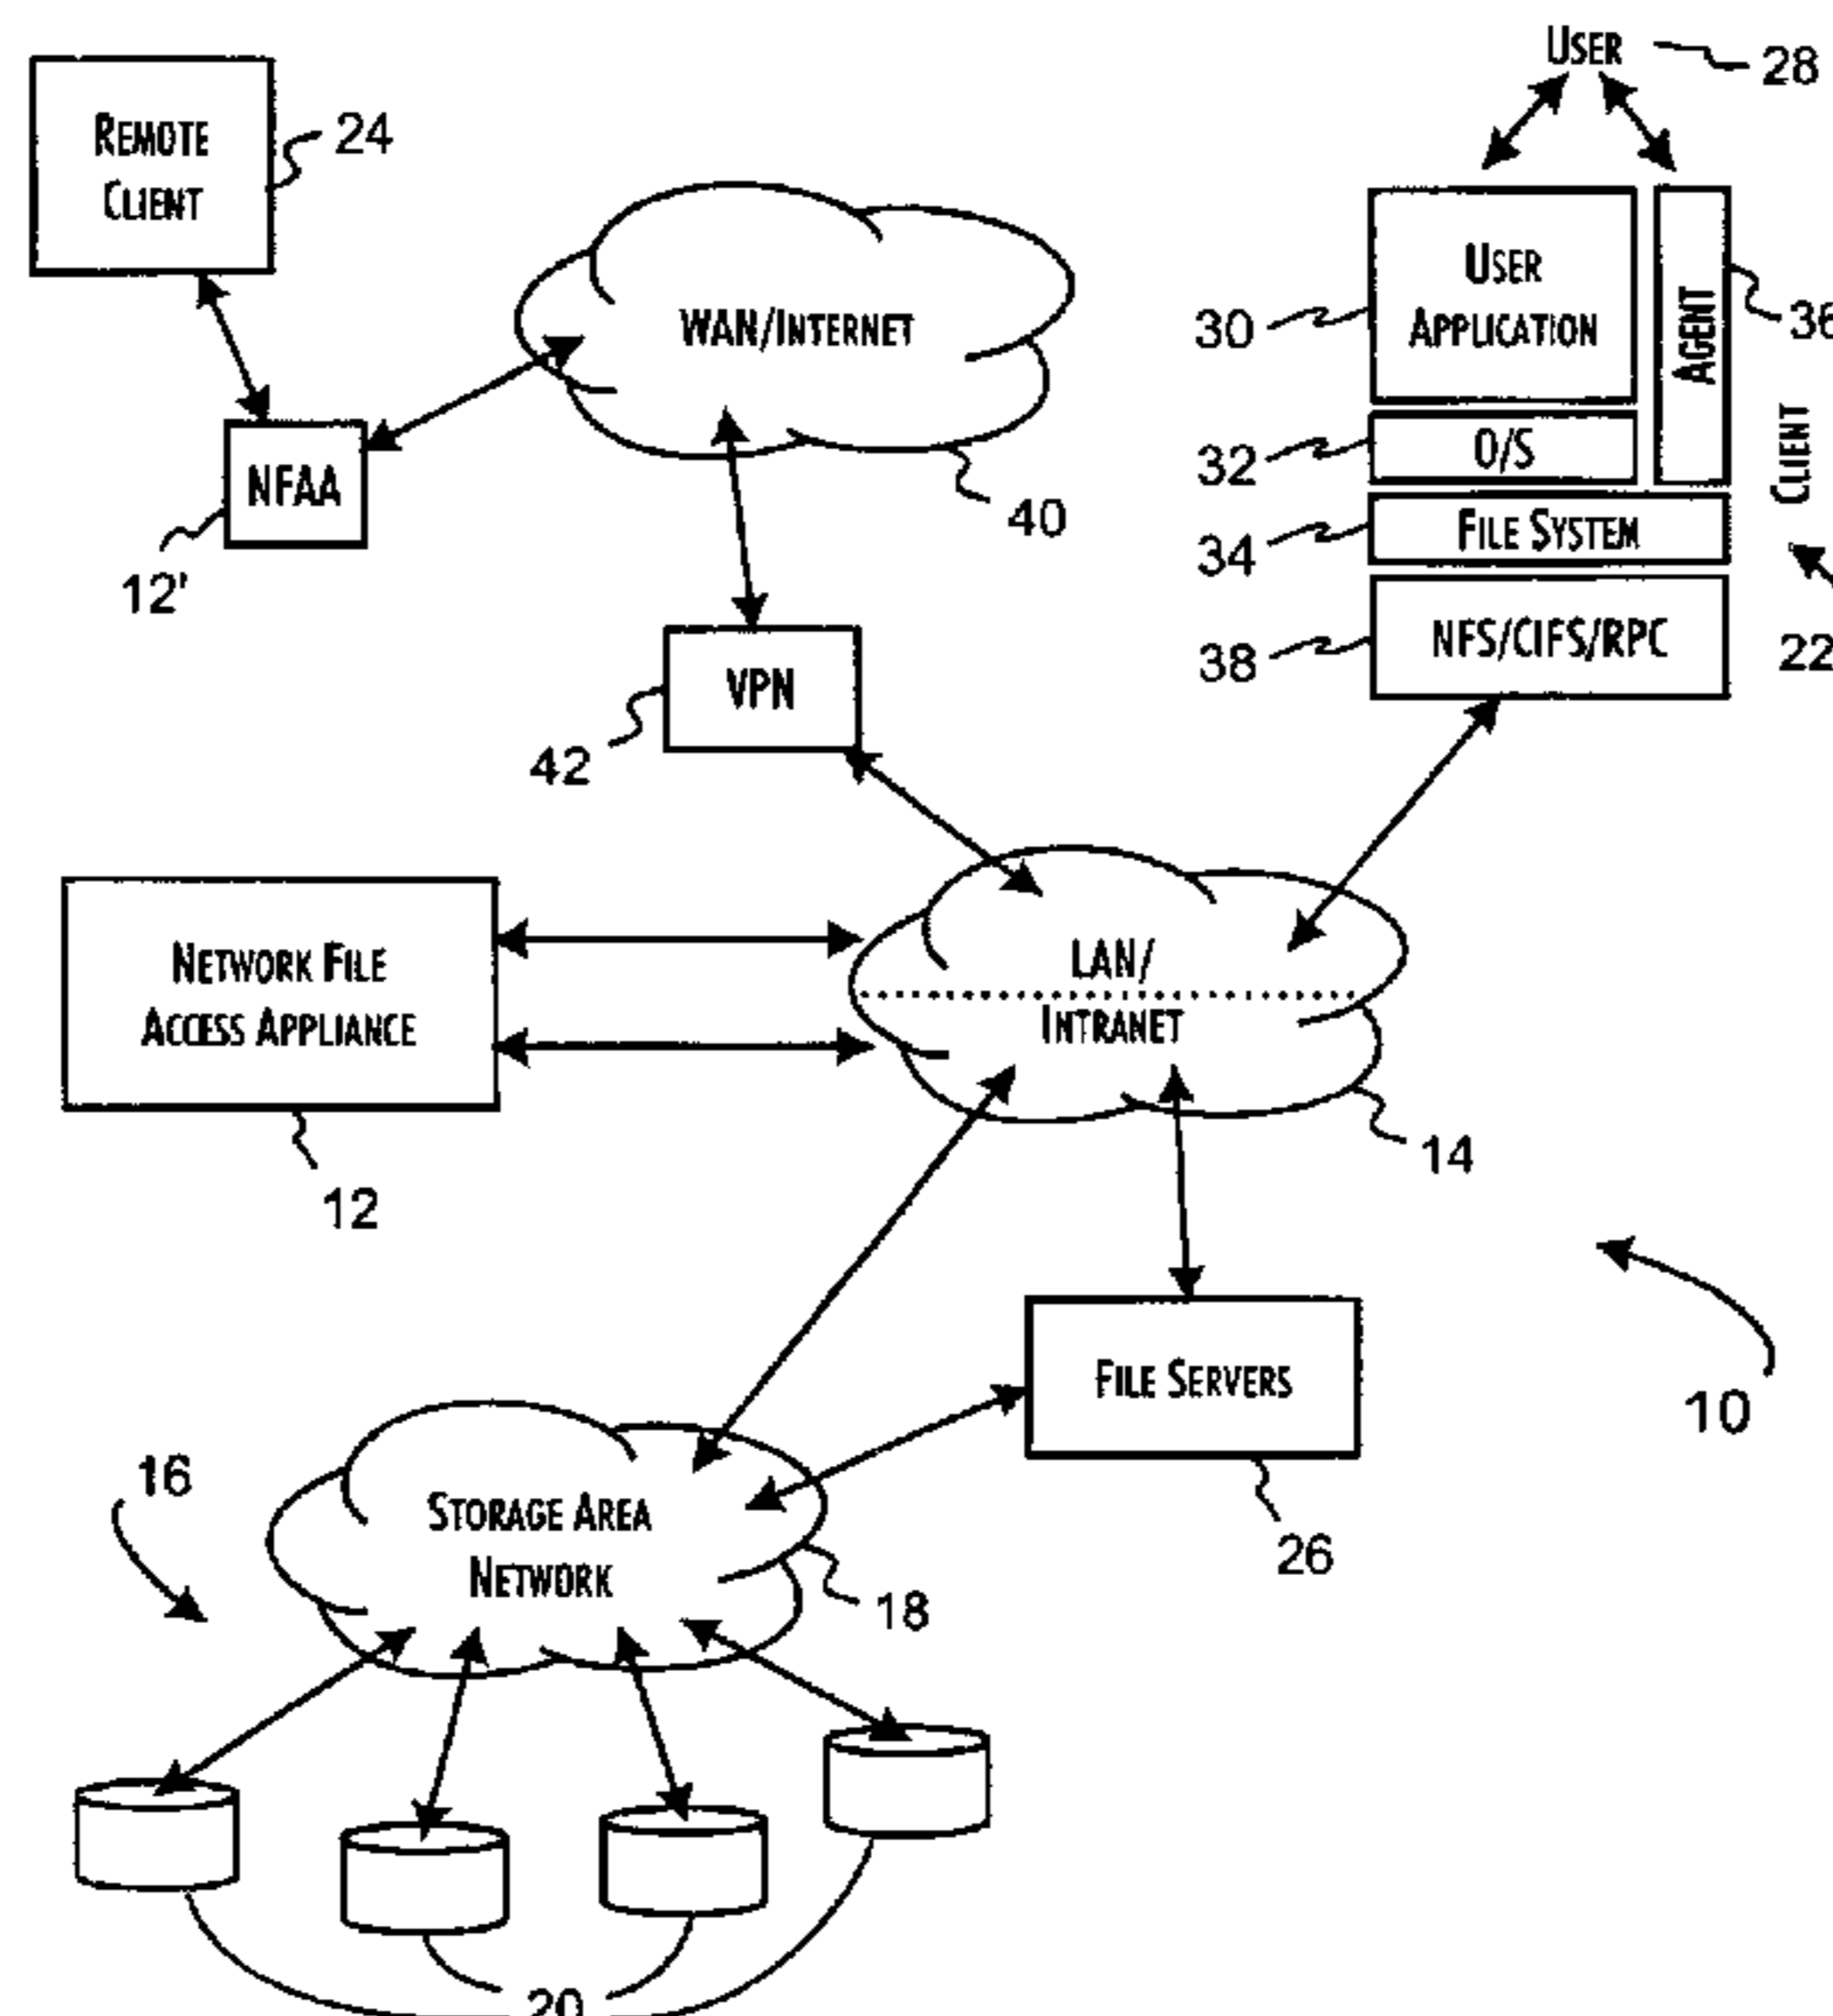 USER
28
REMOTE
CLIENT
24
WAN/INTERNET
40
NFAA
12'
VPN
42
USER
APPLICATION
30
AGENT
36
O/S
32
CLIENT
FILE SYSTEM
34
NFS/CIFS/RPC
38
22
NETWORK FILE
ACCESS APPLIANCE
12
LAN/
INTRANET
14
FILE SERVERS
26
10
16
STORAGE AREA
NETWORK
18
20